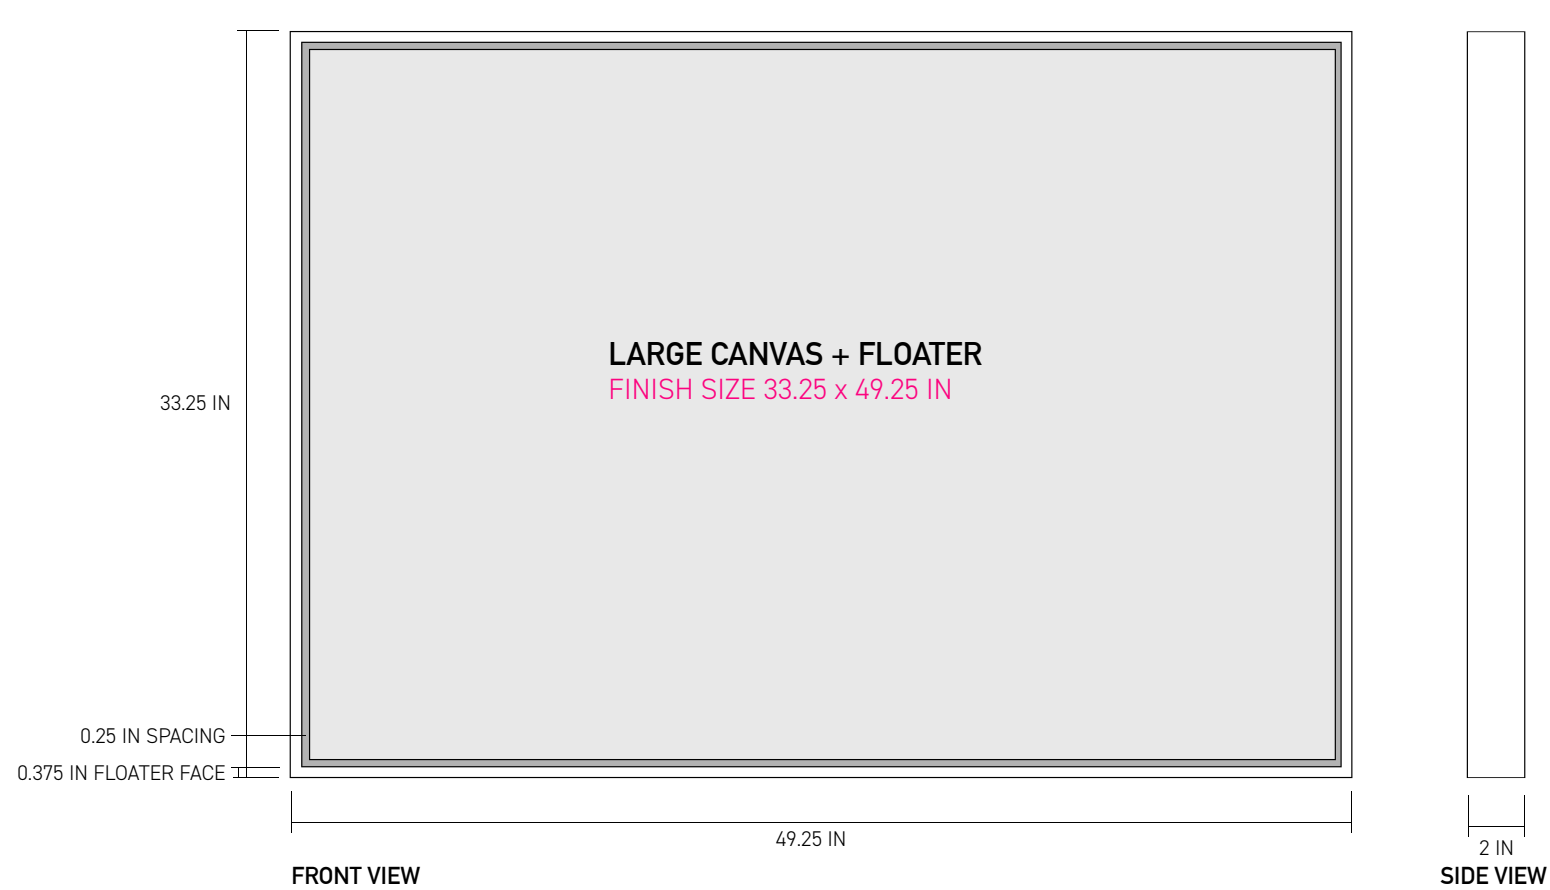 LARGE CANVAS + FLOATER
FINISH SIZE 33.25 x 49.25 IN
33.25 IN
0.25 IN SPACING
0.375 IN FLOATER FACE
49.25 IN
2 IN
FRONT VIEW
SIDE VIEW